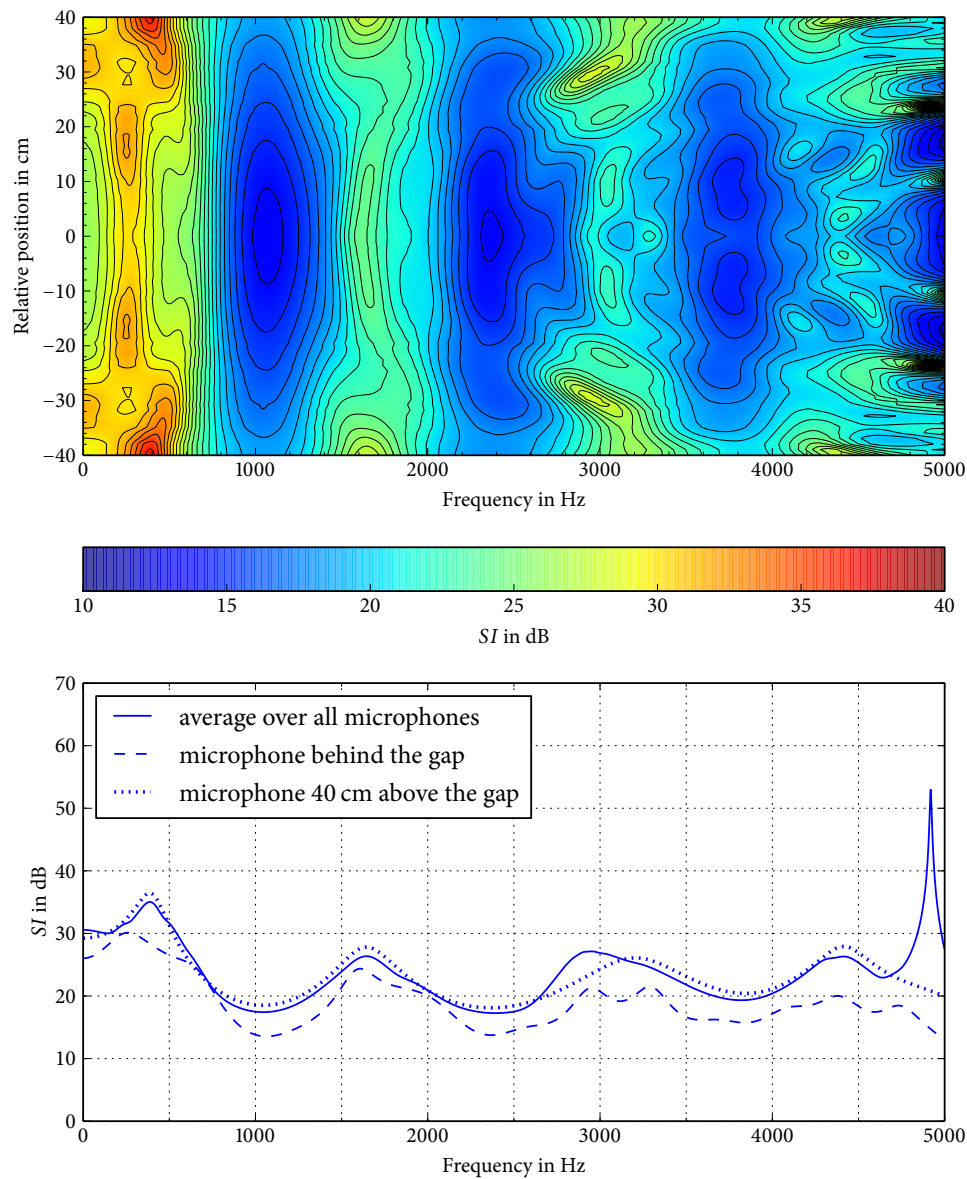 40
30
20
10
0
−10
−20
−30
−40
Relative position in cm
0 1000 2000 3000 4000 5000
Frequency in Hz
10 15 20 25 30 35 40
SI in dB
70
60
50
40
30
20
10
0
SI in dB
average over all microphones
microphone behind the gap
microphone 40 cm above the gap
0 1000 2000 3000 4000 5000
Frequency in Hz